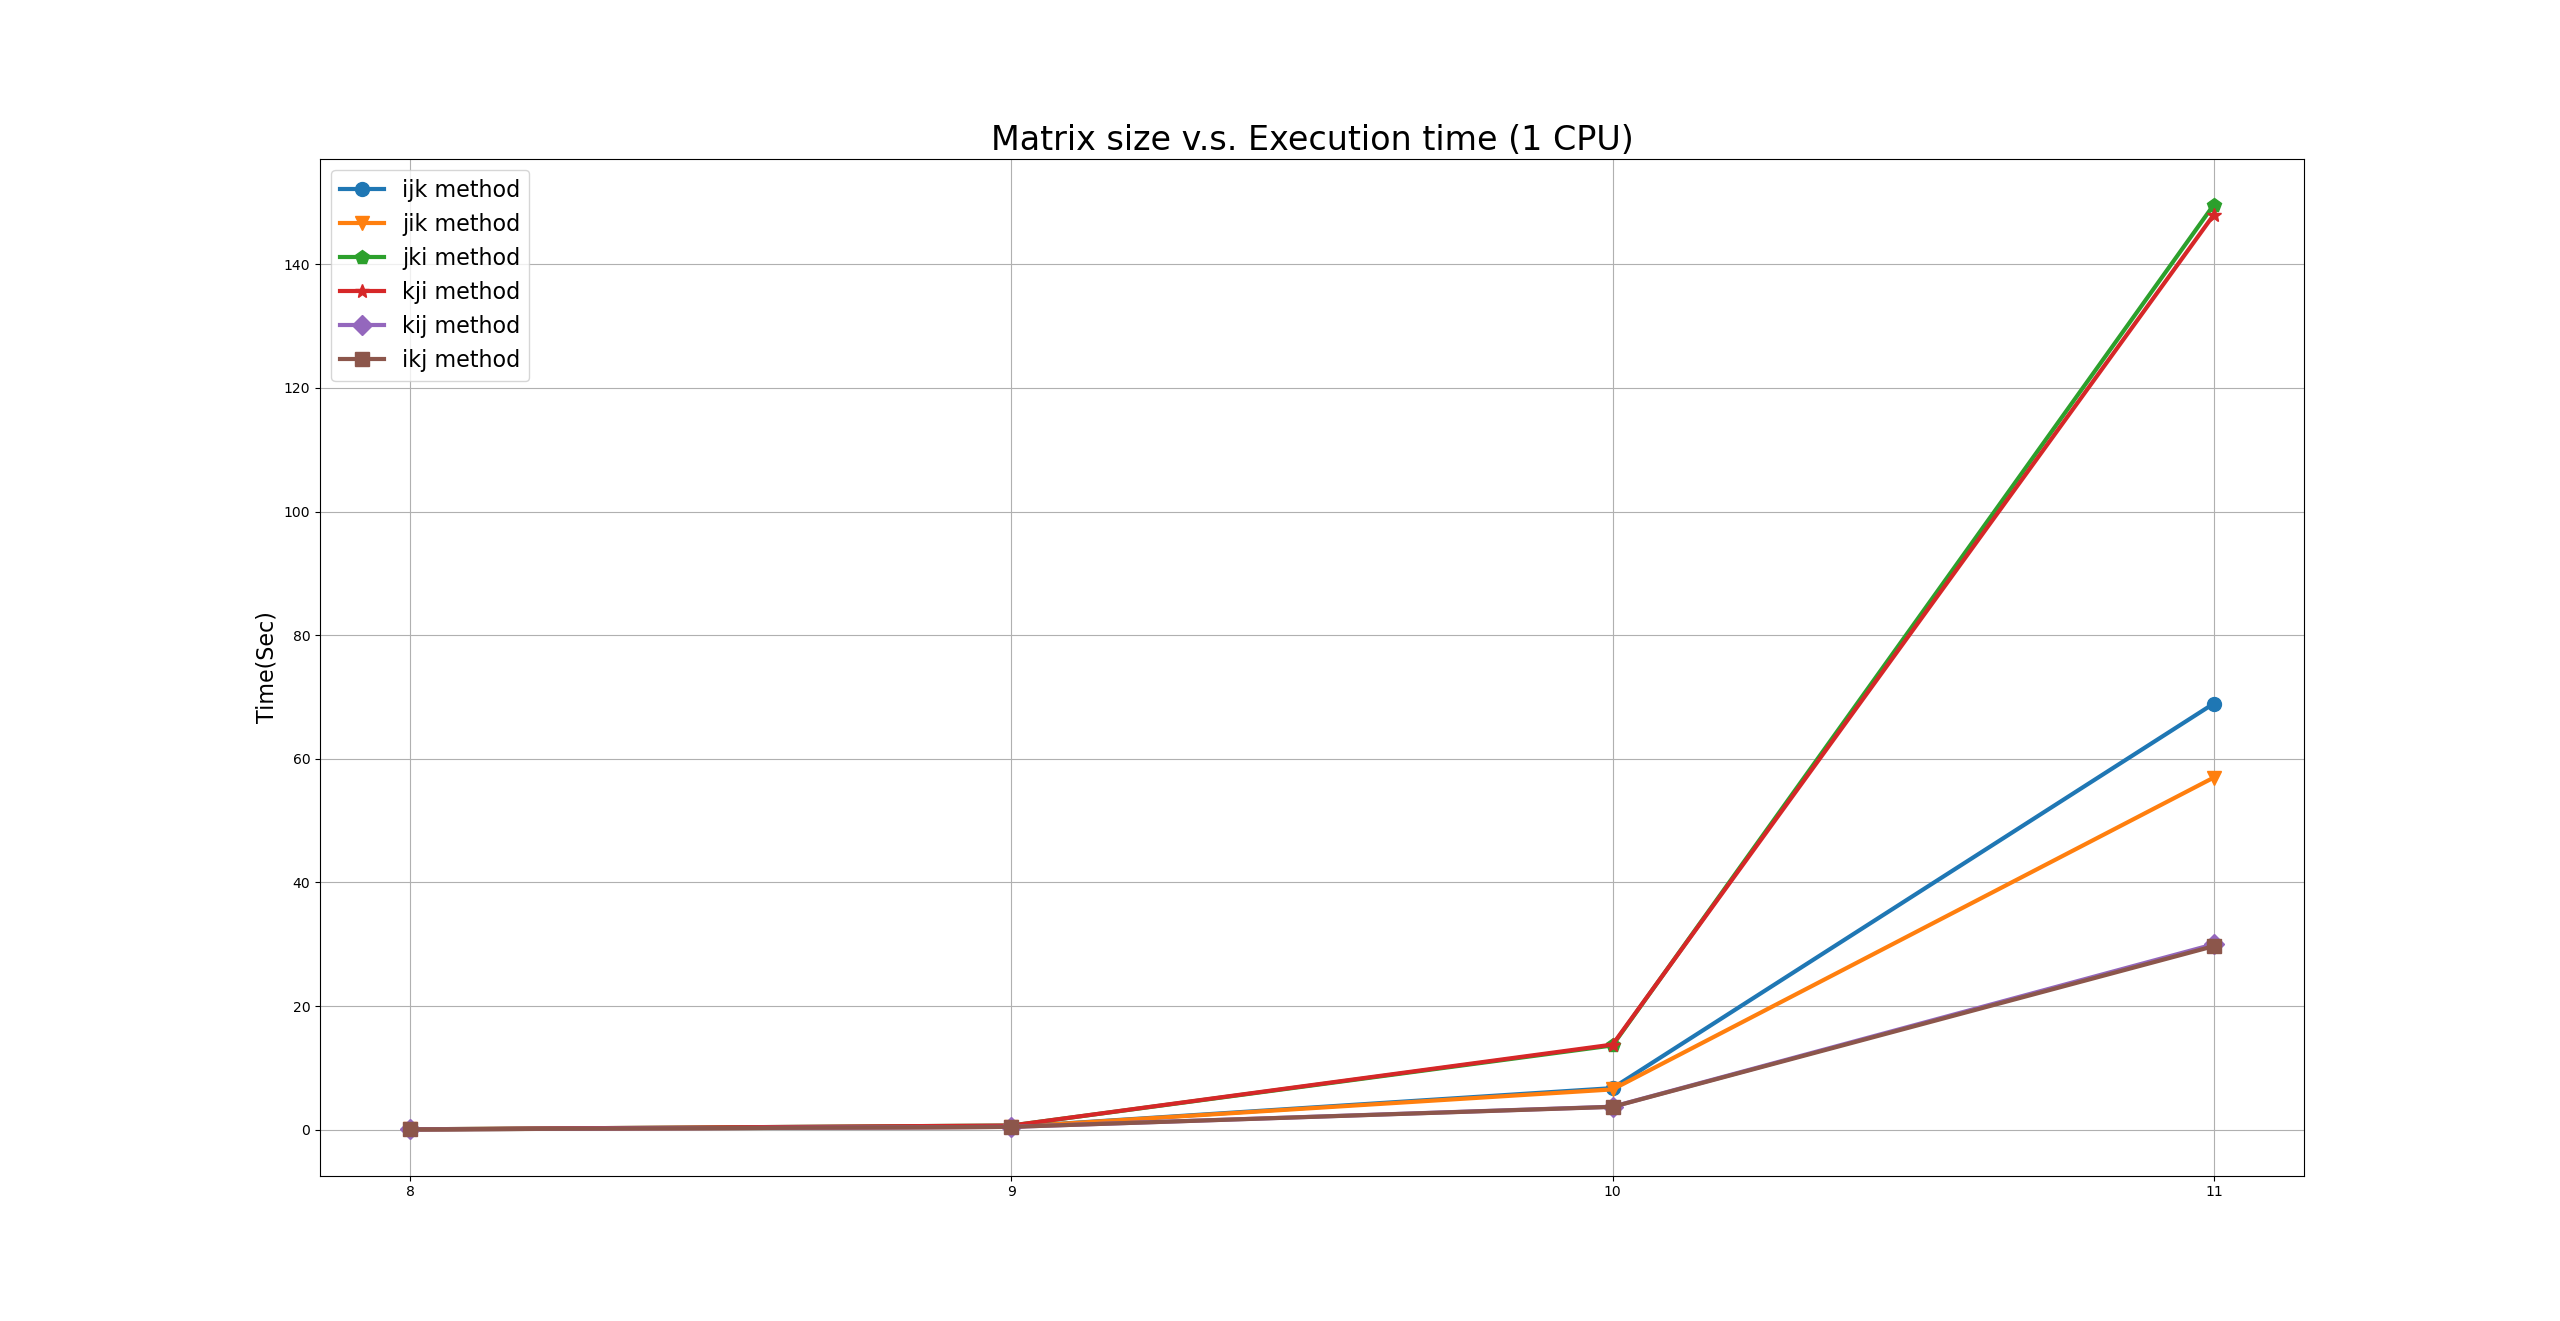 Matrix size v.s. Execution time (1 CPU)
ijk method
jik method
jki method
kji method
kij method
ikj method
140
120
100
80
60
40
20
0
Time(Sec)
8
9
10
11